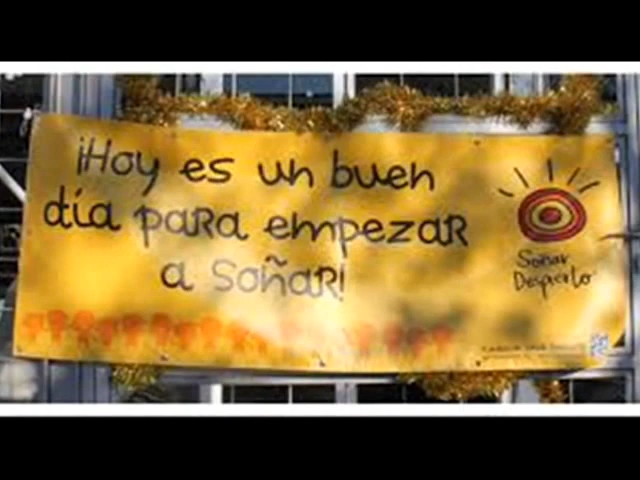 ¡Hoy es un buen
día para empezar
a soñar!
Soñar
Despierto